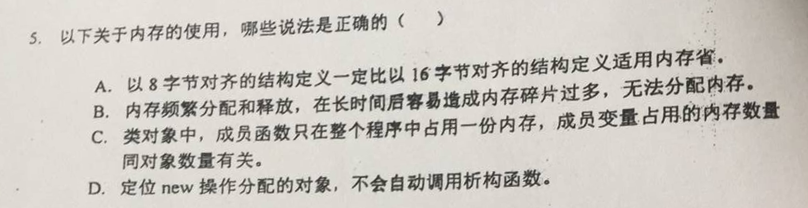 5. 以下关于内存的使用，哪些说法是正确的（ ）
A. 以 8 字节对齐的结构定义一定比以 16 字节对齐的结构定义适用内存省。
B. 内存频繁分配和释放，在长时间后容易造成内存碎片过多，无法分配内存。
C. 类对象中，成员函数只在整个程序中占用一份内存，成员变量占用的内存数量
同对象数量有关。
D. 定位 new 操作分配的对象，不会自动调用析构函数。